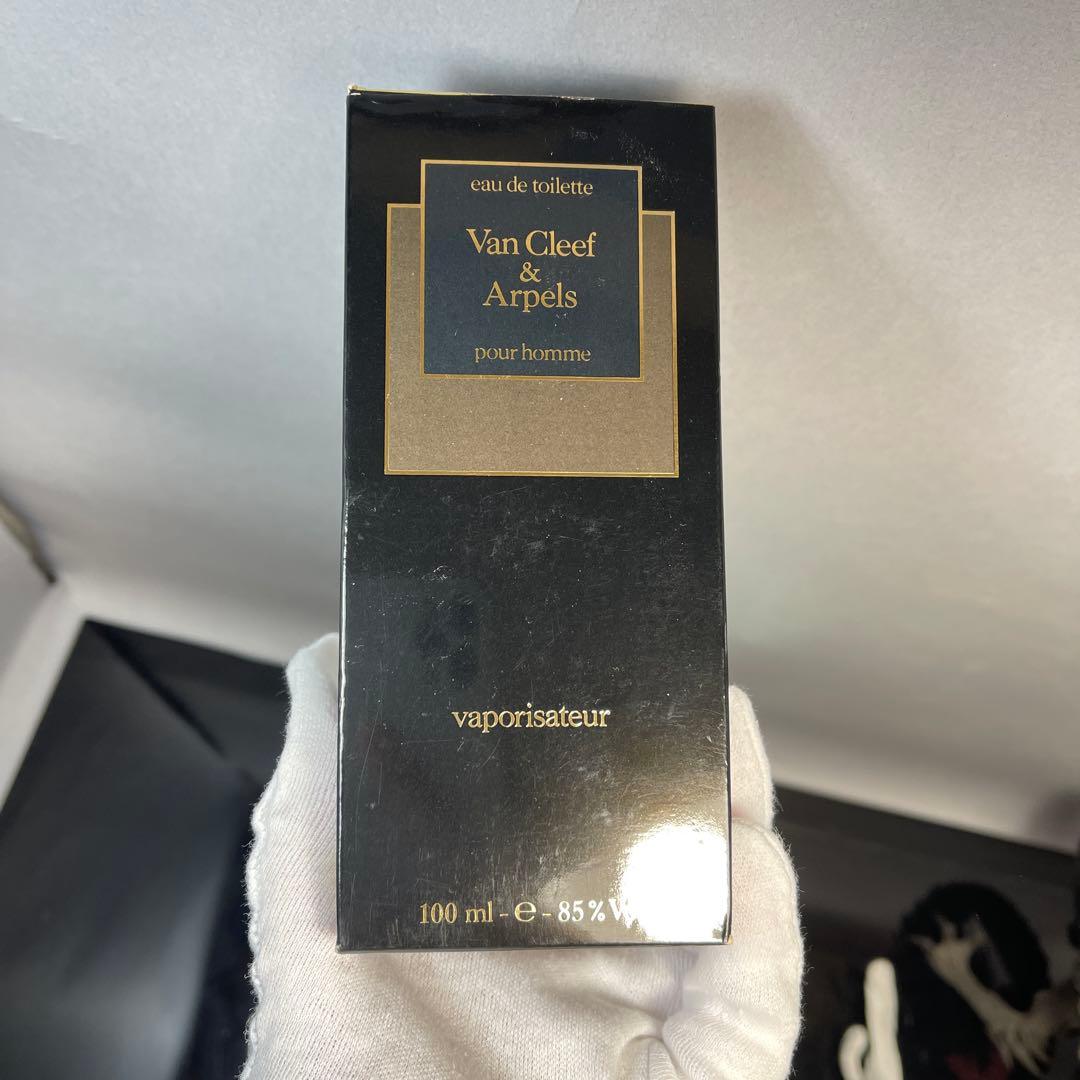 eau de toilette
Van Cleef
&
Arpels
pour homme
vaporisateur
100 ml - e - 85%